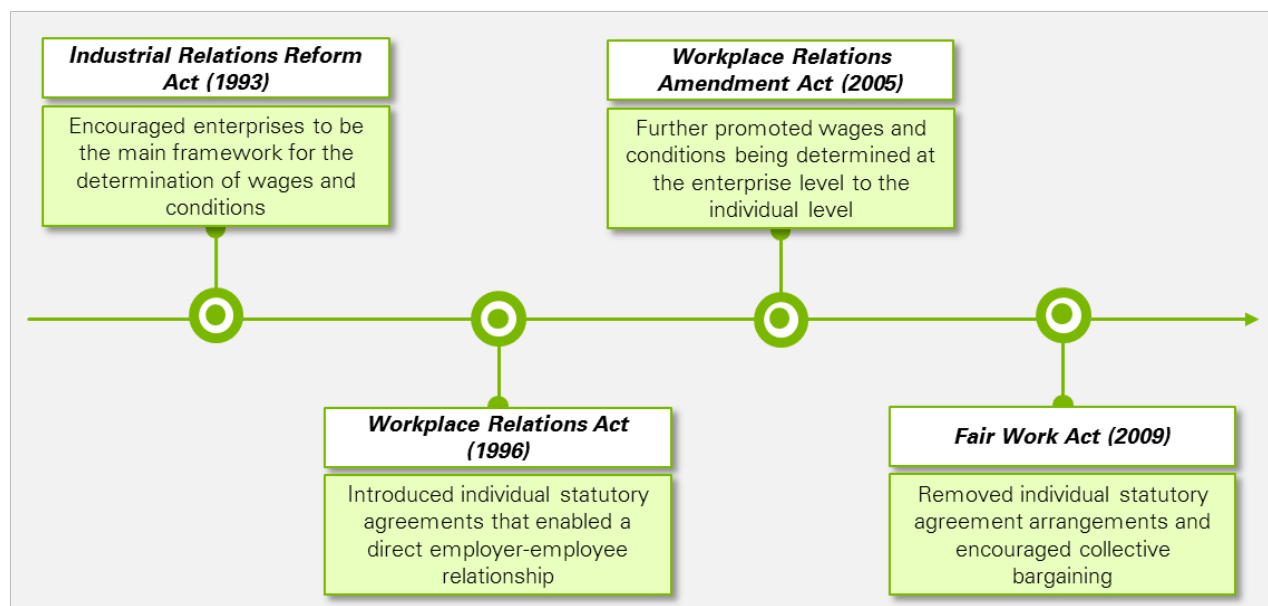 Industrial Relations Reform
Act (1993)
Encouraged enterprises to be
the main framework for the
determination of wages and
conditions
Workplace Relations Act
(1996)
Introduced individual statutory
agreements that enabled a
direct employer-employee
relationship
Workplace Relations
Amendment Act (2005)
Further promoted wages and
conditions being determined at
the enterprise level to the
individual level
Fair Work Act (2009)
Removed individual statutory
agreement arrangements and
encouraged collective
bargaining